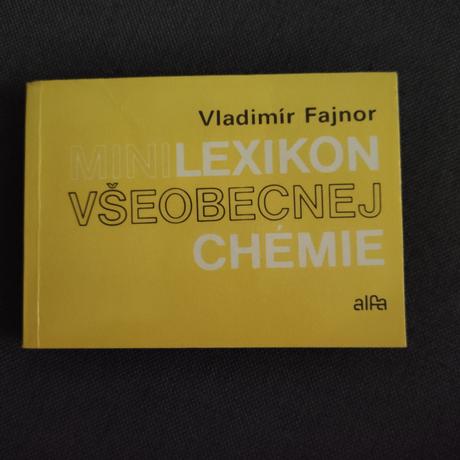 Vladimír Fajnor
MINILEXIKON
VŠEOBECNEJ
CHÉMIE
alfa